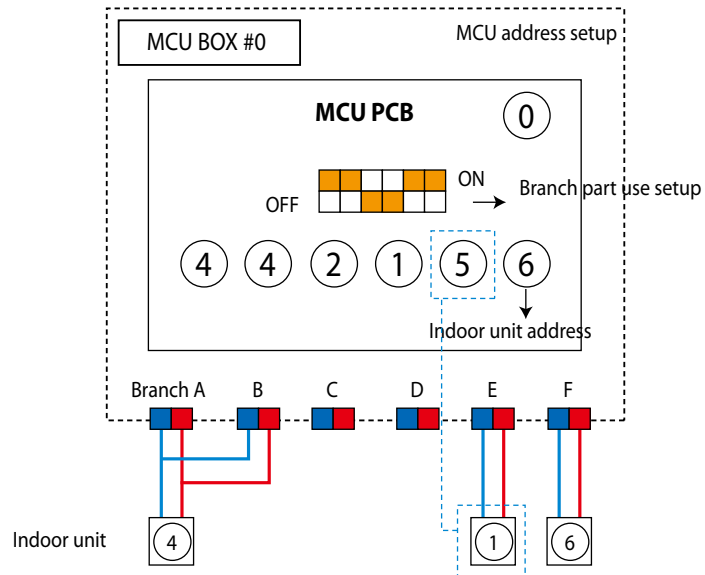 MCU BOX #0
MCU address setup
MCU PCB
0
ON
OFF
Branch part use setup
4 4 2 1 5 6
Indoor unit address
Branch A B C D E F
Indoor unit
4 1 6